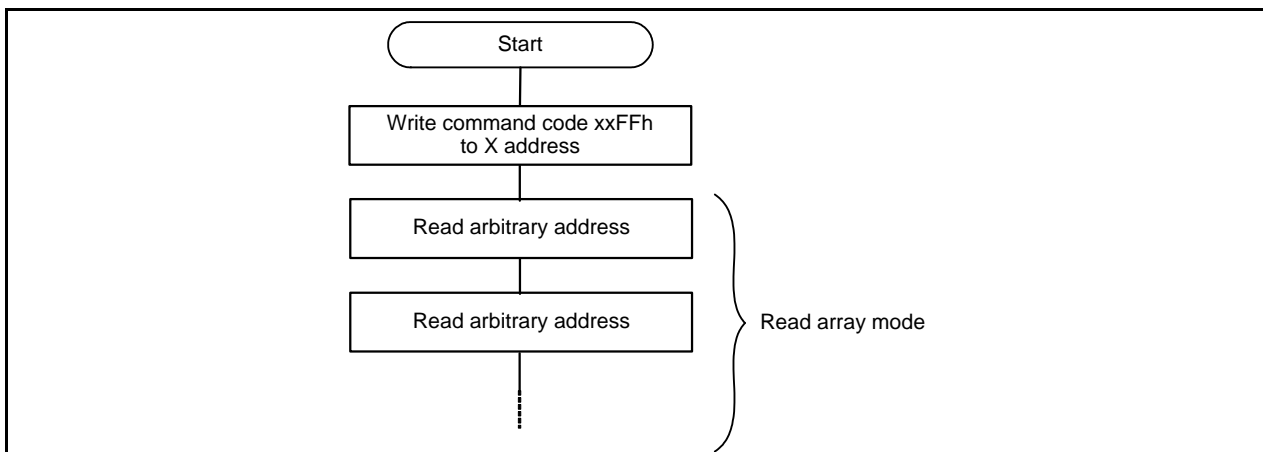 Start
Write command code xxFFh
to X address
Read arbitrary address
Read arbitrary address
Read array mode